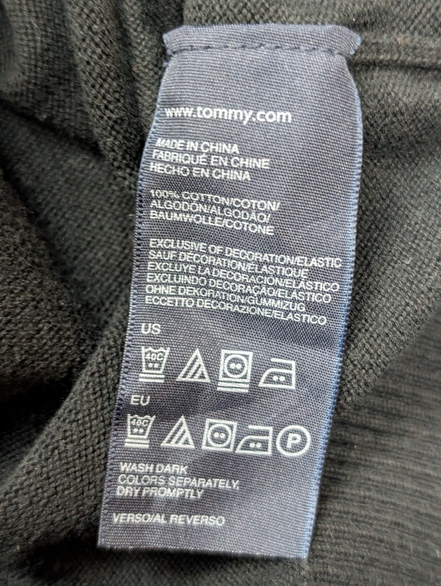 www.tommy.com
MADE IN CHINA
FABRIQUÉ EN CHINE
HECHO EN CHINA
100% COTTON/COTON/
ALGODÓN/ALGODÃO/
BAUMWOLLE/COTONE
EXCLUSIVE OF DECORATION/ELASTIC
SAUF DÉCORATION/ÉLASTIQUE
EXCLUYE LA DECORACIÓN/ELÁSTICO
EXCLUINDO DECORAÇÃO/ELÁSTICO
OHNE DEKORATION/GUMMIZUG
ECCETTO DECORAZIONE/ELASTICO
US
40C
EU
40C P
WASH DARK
COLORS SEPARATELY,
DRY PROMPTLY
VERSO/AL REVERSO